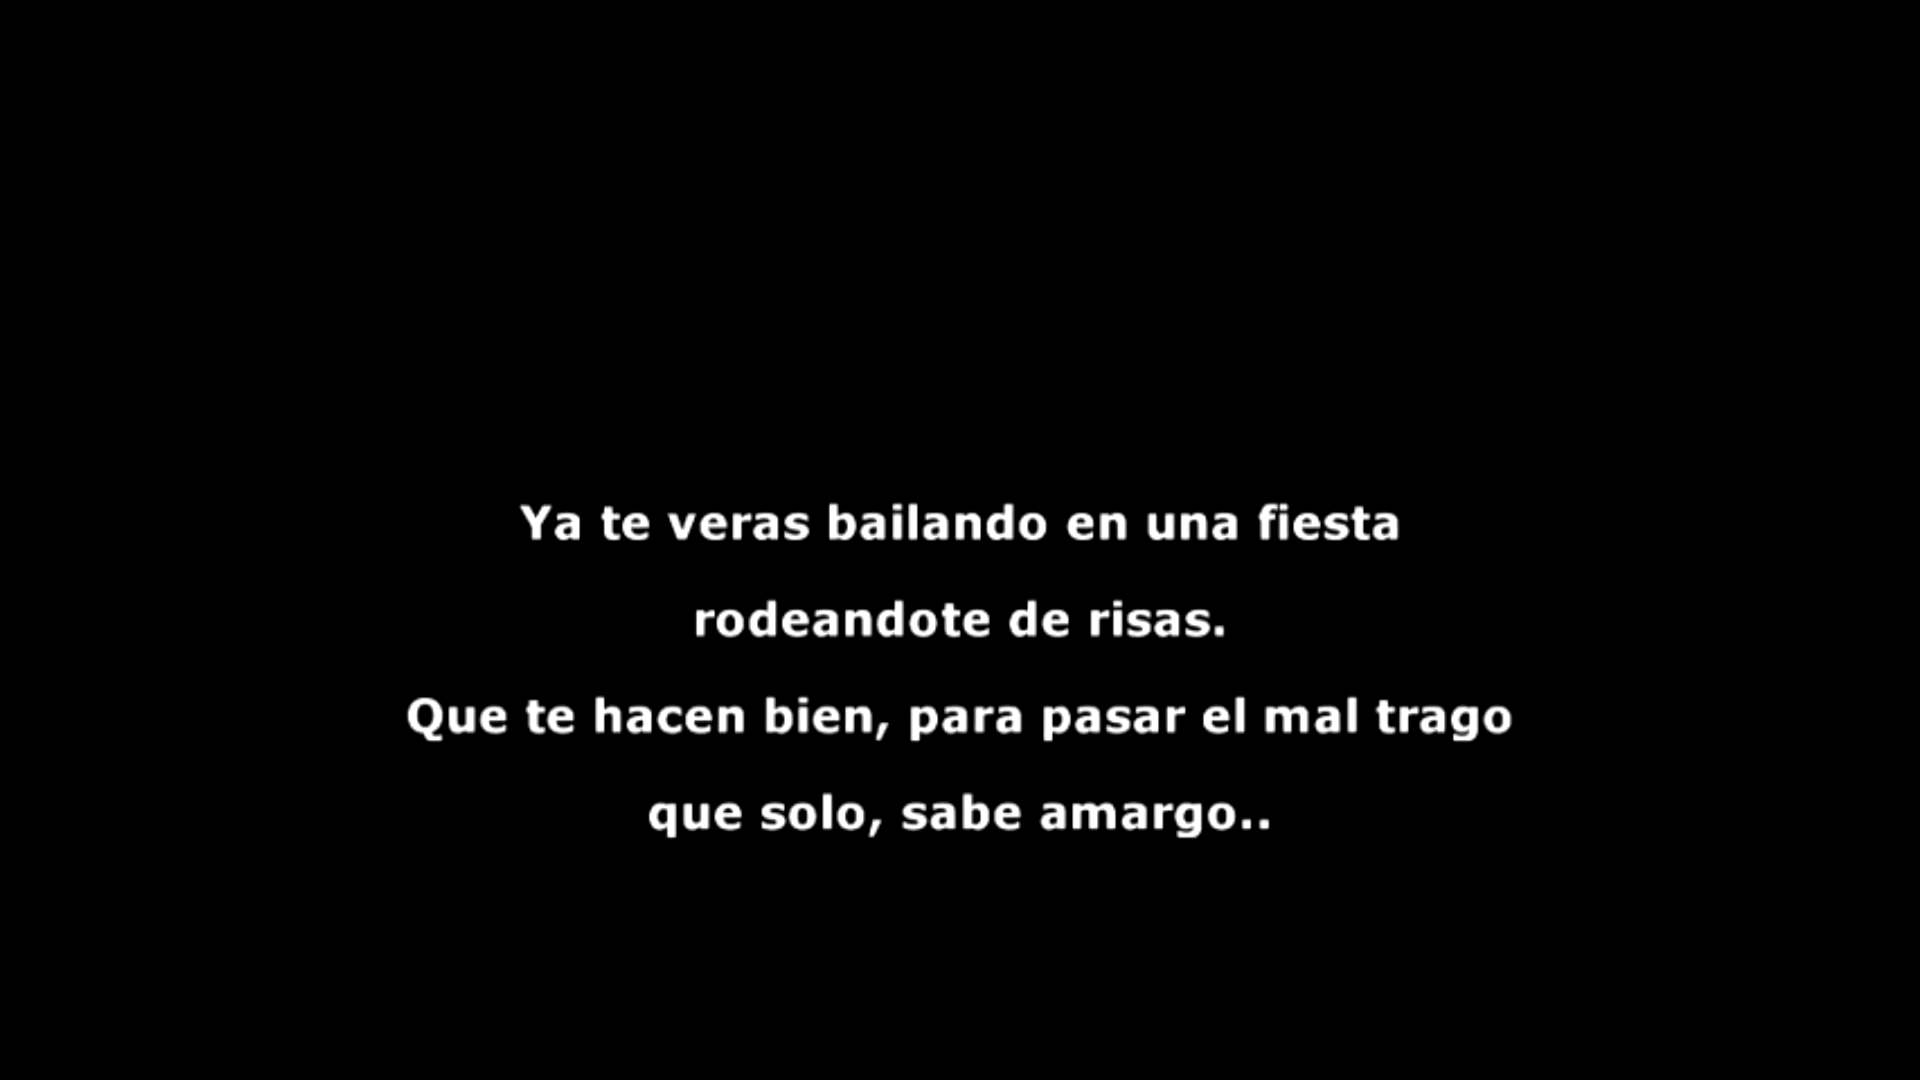 Ya te veras bailando en una fiesta
rodeandote de risas.
Que te hacen bien, para pasar el mal trago
que solo, sabe amargo..